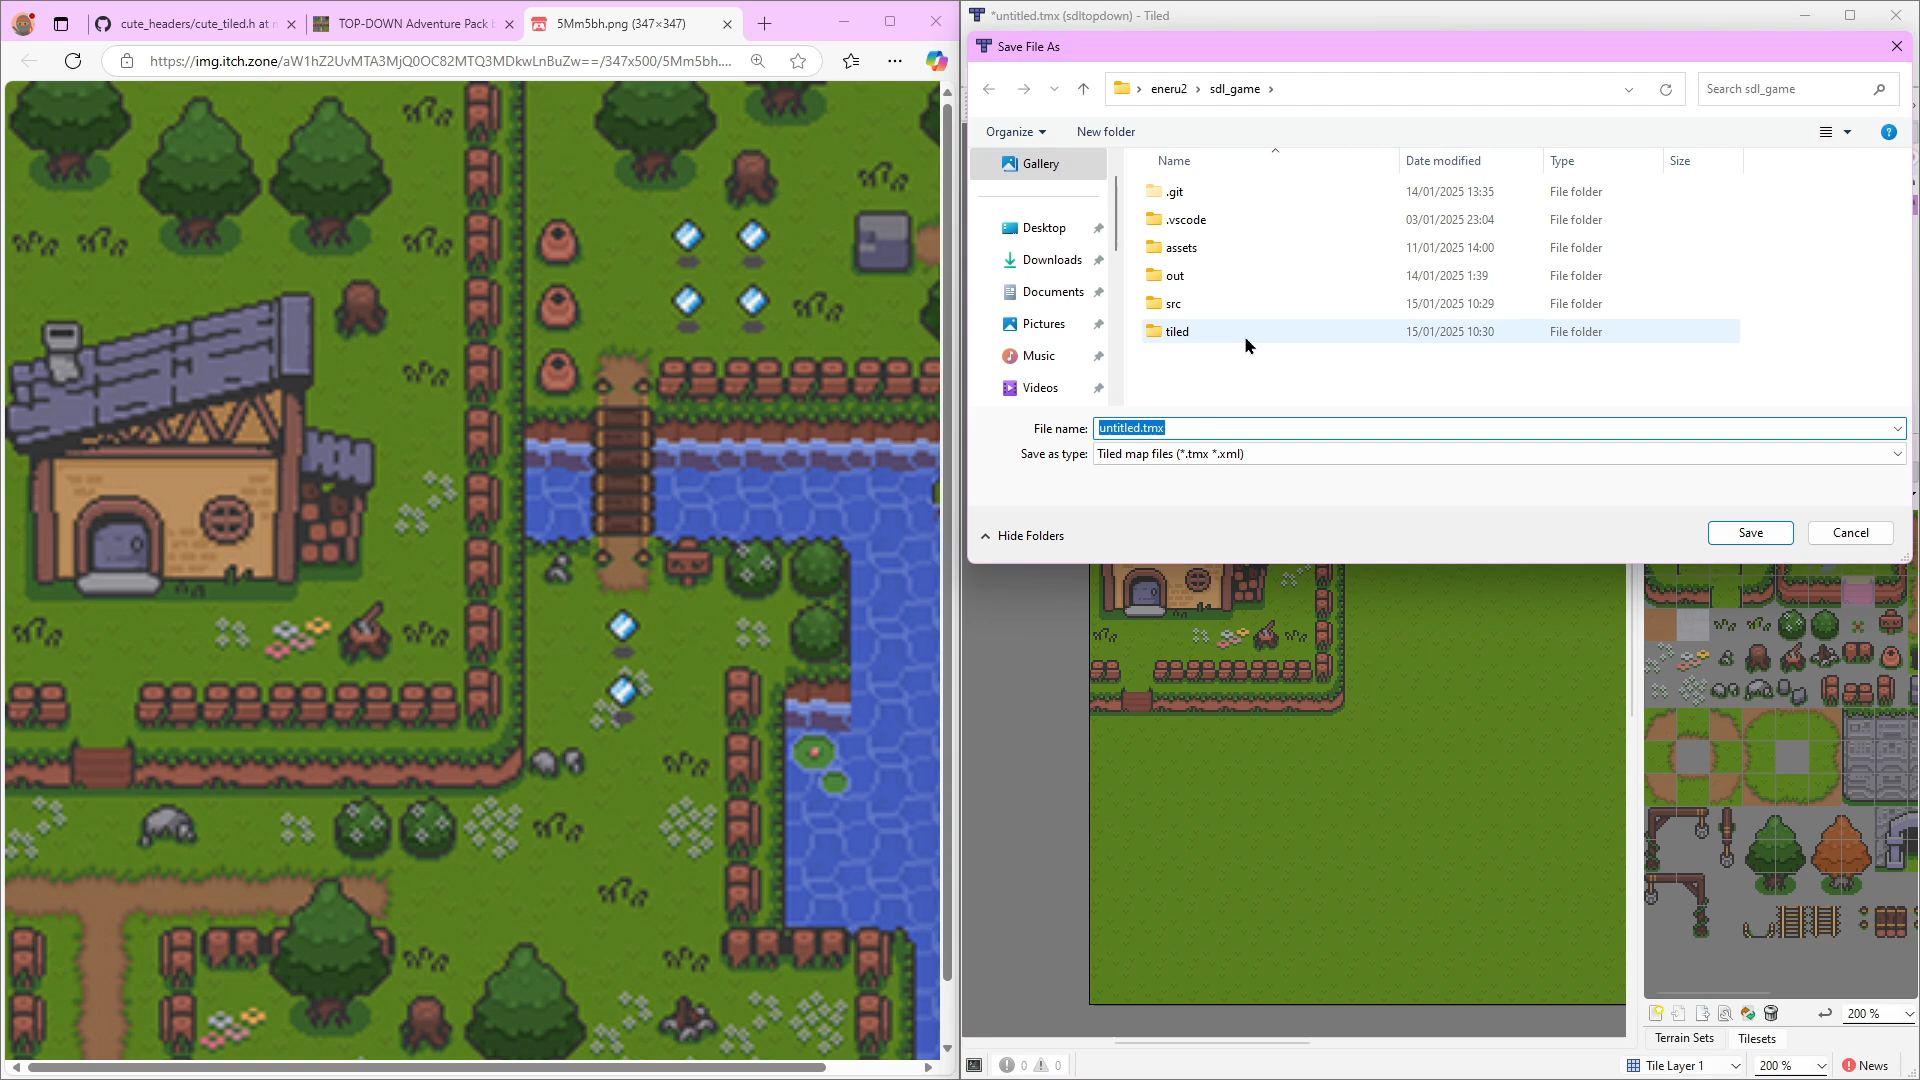 cute_headers/cute_tiled.h at m
TOP-DOWN Adventure Pack b
5Mm5bh.png (347×347)
https://img.itch.zone/aW1hZ2UvMTA3MjQ0OC82MTQ3MDkwLnBuZw==/347x500/5Mm5bh....
*untitled.tmx (sdltopdown) - Tiled
Save File As
eneru2 › sdl_game ›
Search sdl_game
Organize
New folder
Gallery
Desktop
Downloads
Documents
Pictures
Music
Videos
Name Date modified Type Size
.git 14/01/2025 13:35 File folder
.vscode 03/01/2025 23:04 File folder
assets 11/01/2025 14:00 File folder
out 14/01/2025 1:39 File folder
src 15/01/2025 10:29 File folder
tiled 15/01/2025 10:30 File folder
File name: untitled.tmx
Save as type: Tiled map files (*.tmx *.xml)
Hide Folders
Save
Cancel
200 %
Terrain Sets
Tilesets
0 0
Tile Layer 1
200 %
News